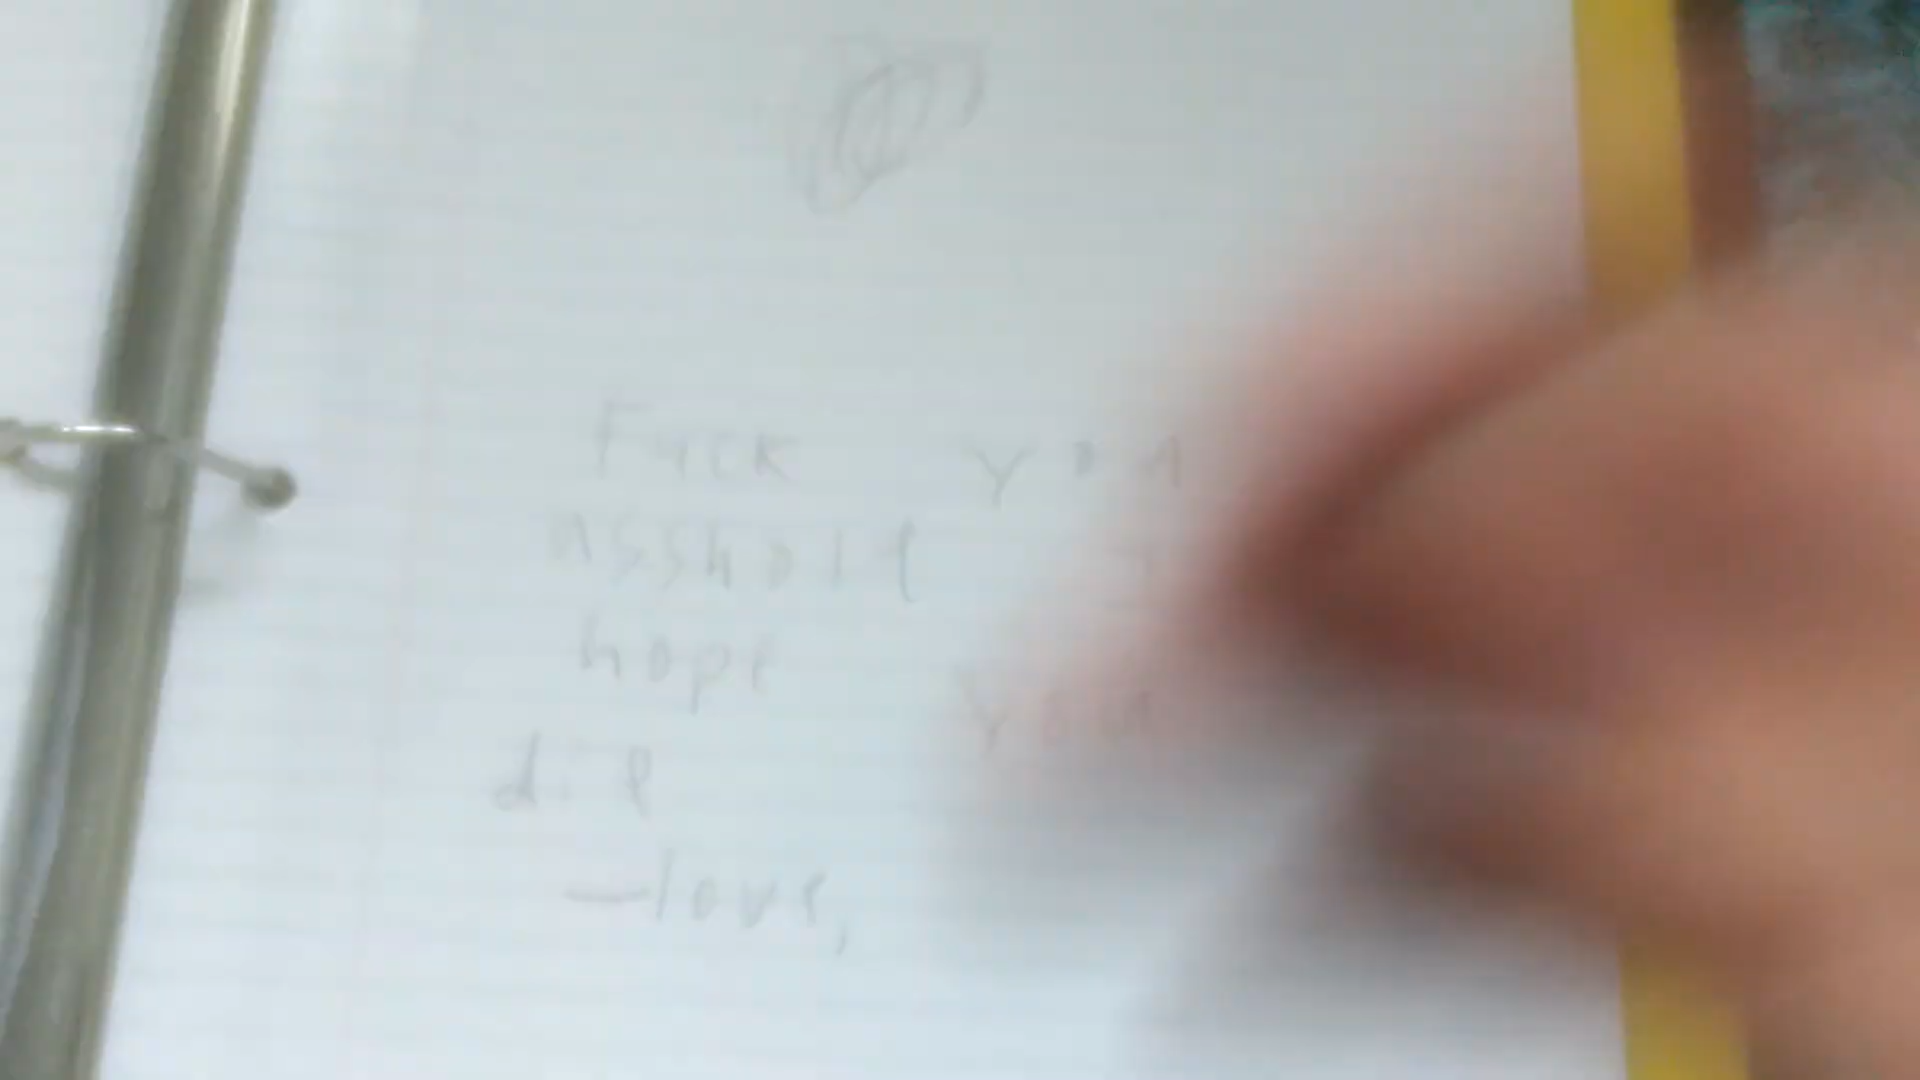 Fuck you
asshole I
hope you
die
—love,